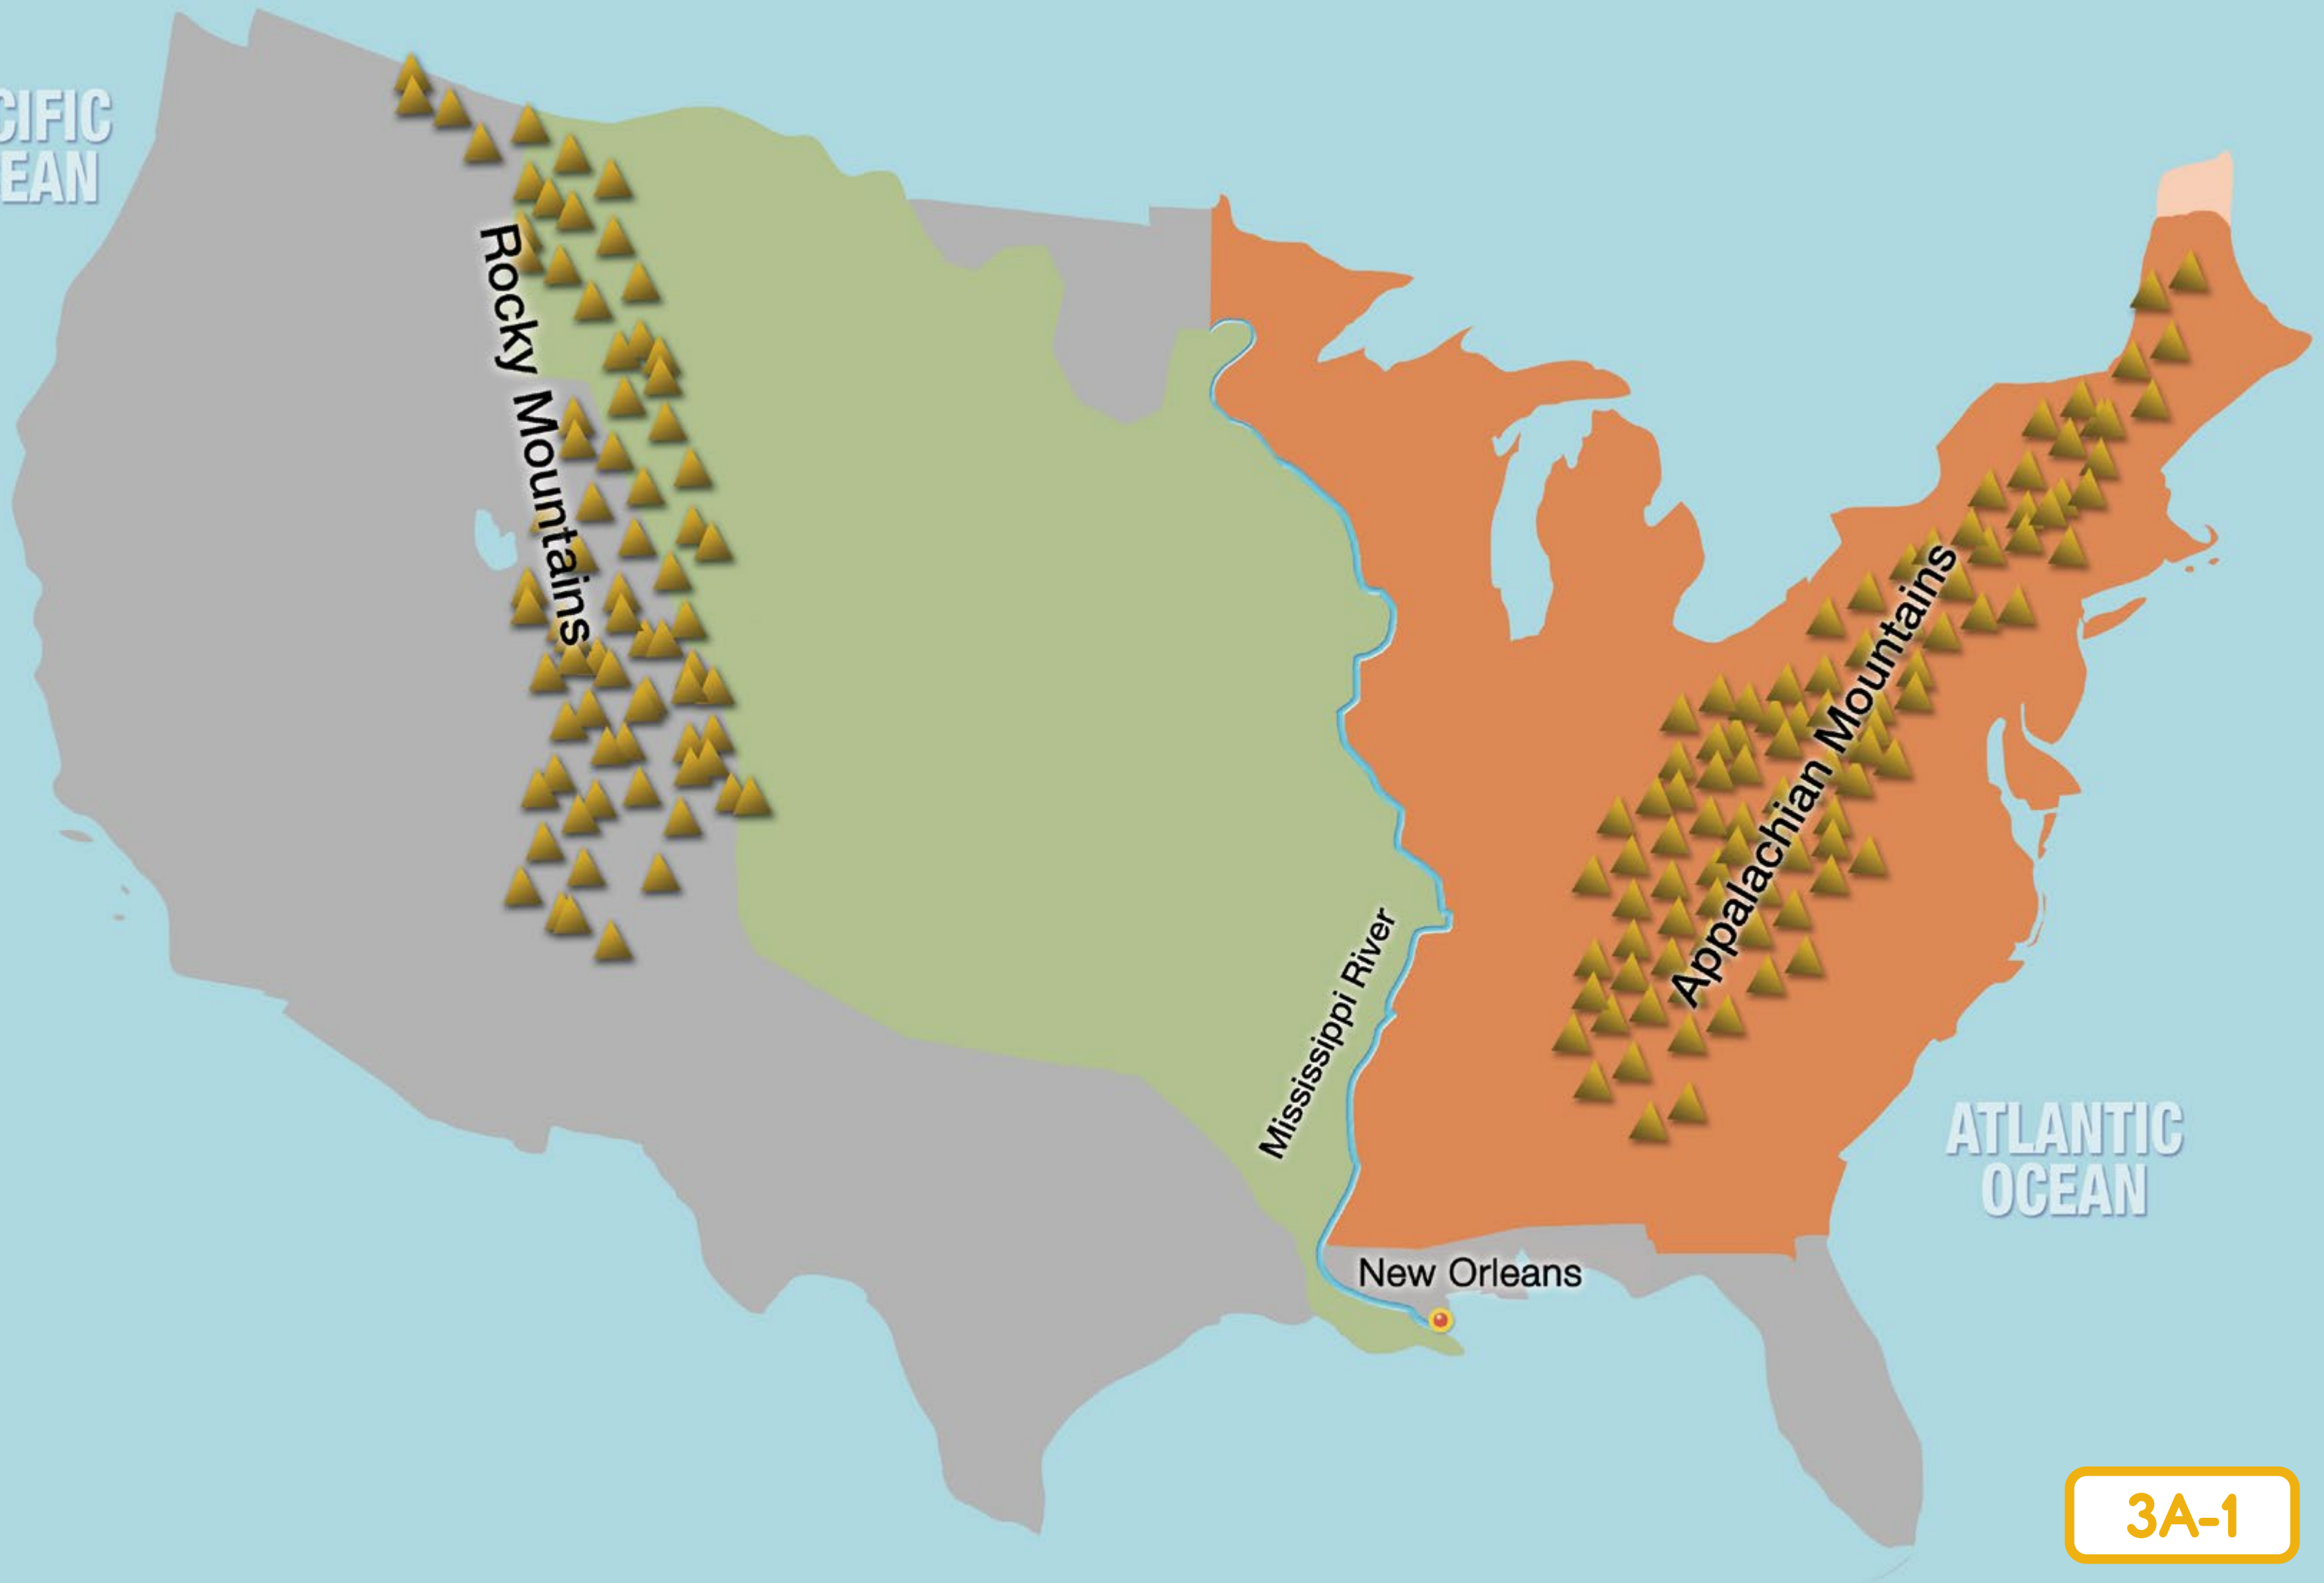 CIFIC
EAN
Rocky Mountains
Appalachian Mountains
Mississippi River
New Orleans
ATLANTIC
OCEAN
3A-1